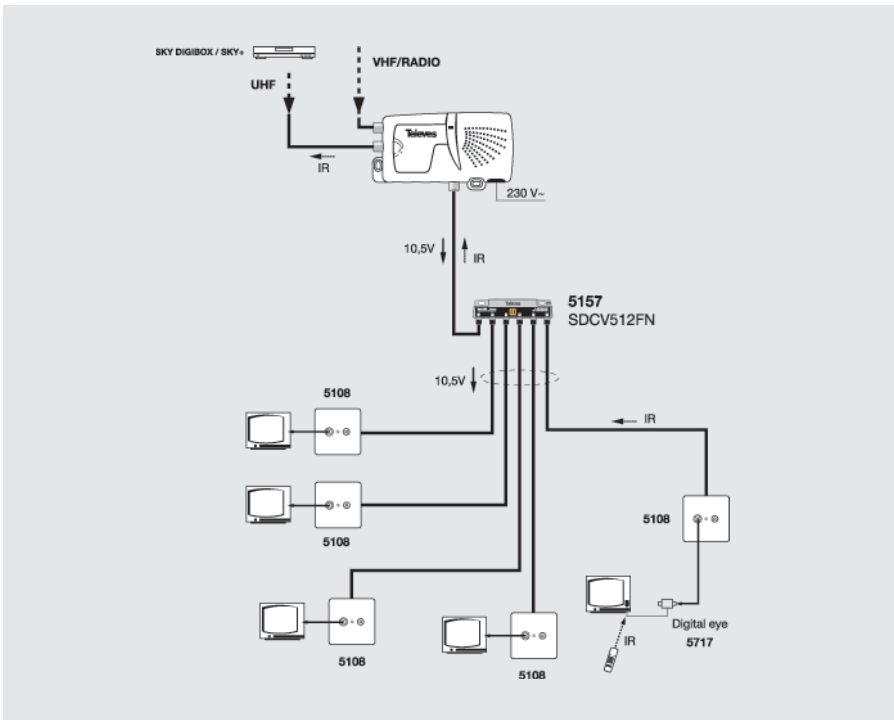 SKY DIGIBOX / SKY+
VHF/RADIO
UHF
Televes
IR
230 V~
10,5V
IR
5157
SDCV512FN
Televes
10,5V
5108
IR
5108
5108
5108
5108
Digital eye
5717
IR